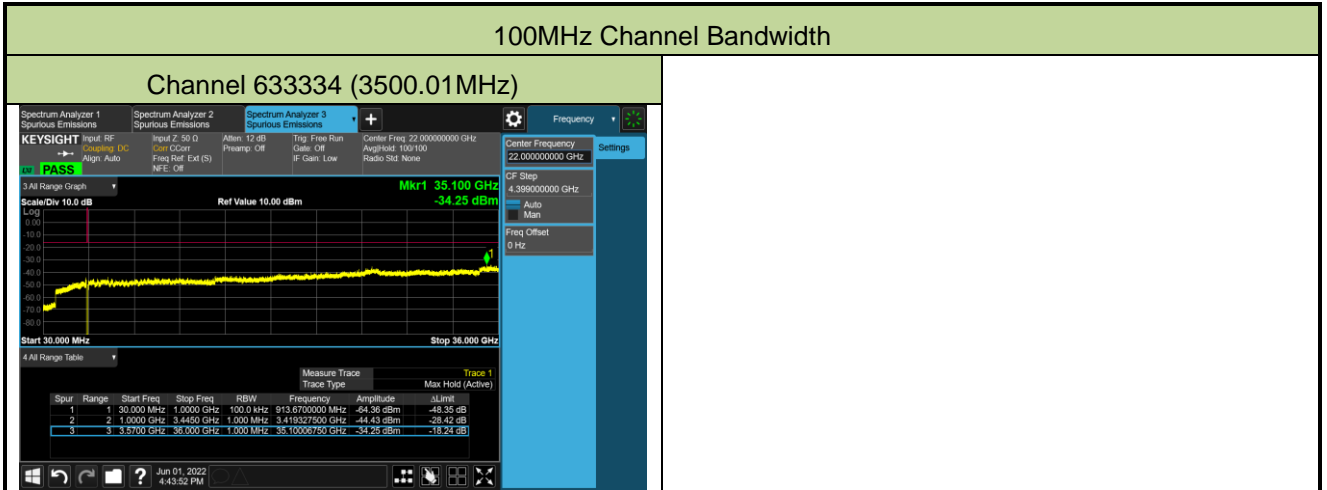 100MHz Channel Bandwidth
Channel 633334 (3500.01MHz)
Spectrum Analyzer 1
Spurious Emissions
Spectrum Analyzer 2
Spurious Emissions
Spectrum Analyzer 3
Spurious Emissions
Frequency
KEYSIGHT
Input: RF
Coupling: DC
Align: Auto
Input Z: 50 Ω
Corr CCorr
Freq Ref: Ext (S)
NFE: Off
Atten: 12 dB
Preamp: Off
Trig: Free Run
Gate: Off
IF Gain: Low
Center Freq: 22.000000000 GHz
Avg|Hold: 100/100
Radio Std: None
PASS
Center Frequency
22.000000000 GHz
Settings
CF Step
4.399000000 GHz
Auto
Man
Freq Offset
0 Hz
3 All Range Graph
Mkr1 35.100 GHz
-34.25 dBm
Scale/Div 10.0 dB
Ref Value 10.00 dBm
Log
0.00
-10.0
-20.0
-30.0
-40.0
-50.0
-60.0
-70.0
-80.0
1
Start 30.000 MHz
Stop 36.000 GHz
4 All Range Table
Measure Trace Trace 1
Trace Type Max Hold (Active)
Spur Range Start Freq Stop Freq RBW Frequency Amplitude ΔLimit
1 1 30.000 MHz 1.0000 GHz 100.0 kHz 913.6700000 MHz -64.36 dBm -48.35 dB
2 2 1.0000 GHz 3.4450 GHz 1.000 MHz 3.419327500 GHz -44.43 dBm -28.42 dB
3 3 3.5700 GHz 36.000 GHz 1.000 MHz 35.10006750 GHz -34.25 dBm -18.24 dB
Jun 01, 2022
4:43:52 PM